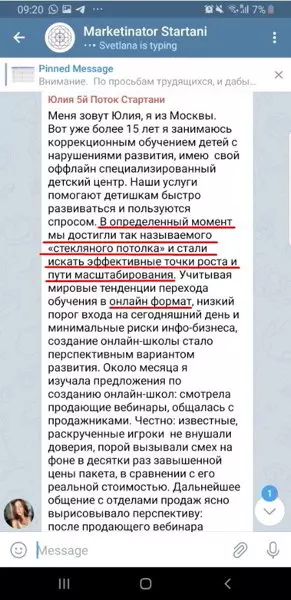 09:20
7%
Marketinator Startani
Svetlana is typing
Pinned Message
Внимание. По просьбам трудящихся, и дабы...
Юлия 5й Поток Стартани
Меня зовут Юлия, я из Москвы.
Вот уже более 15 лет я занимаюсь
коррекционным обучением детей с
нарушениями развития, имею свой
оффлайн специализированный
детский центр. Наши услуги
помогают детишкам быстро
развиваться и пользуются
спросом. В определенный момент
мы достигли так называемого
«стекляного потолка» и стали
искать эффективные точки роста и
пути масштабирования. Учитывая
мировые тенденции перехода
обучения в онлайн формат, низкий
порог входа на сегодняшний день и
минимальные риски инфо-бизнеса,
создание онлайн-школы стало
перспективным вариантом
развития. Около месяца я
изучала предложения по
созданию онлайн-школ: смотрела
продающие вебинары, общалась с
продажниками. Честно: известные,
раскрученные игроки не внушали
доверия, порой вызывали смех на
фоне в десятки раз завышенной
цены пакета, в сравнении с его
реальной стоимостью. Дальнейшее
общение с отделами продаж ясно
вырисовывало перспективу:
после продающего вебинара
1
Message